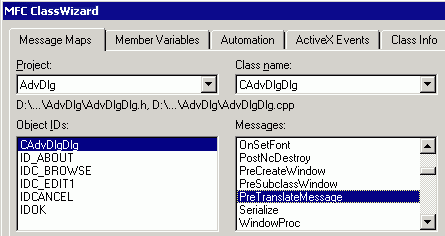 MFC ClassWizard
Message Maps Member Variables Automation ActiveX Events Class Info
Project: Class name:
AdvDlg CAdvDlgDlg
D:\...\AdvDlg\AdvDlgDlg.h, D:\...\AdvDlg\AdvDlgDlg.cpp
Object IDs: Messages:
CAdvDlgDlg OnSetFont
ID_ABOUT PostNcDestroy
IDC_BROWSE PreCreateWindow
IDC_EDIT1 PreSubclassWindow
IDCANCEL PreTranslateMessage
IDOK Serialize
WindowProc